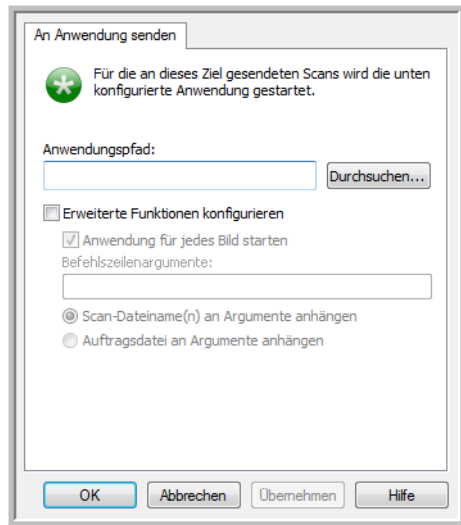 An Anwendung senden
Für die an dieses Ziel gesendeten Scans wird die unten
konfigurierte Anwendung gestartet.
Anwendungspfad:
Durchsuchen...
Erweiterte Funktionen konfigurieren
Anwendung für jedes Bild starten
Befehlszeilenargumente:
Scan-Dateiname(n) an Argumente anhängen
Auftragsdatei an Argumente anhängen
OK Abbrechen Übernehmen Hilfe